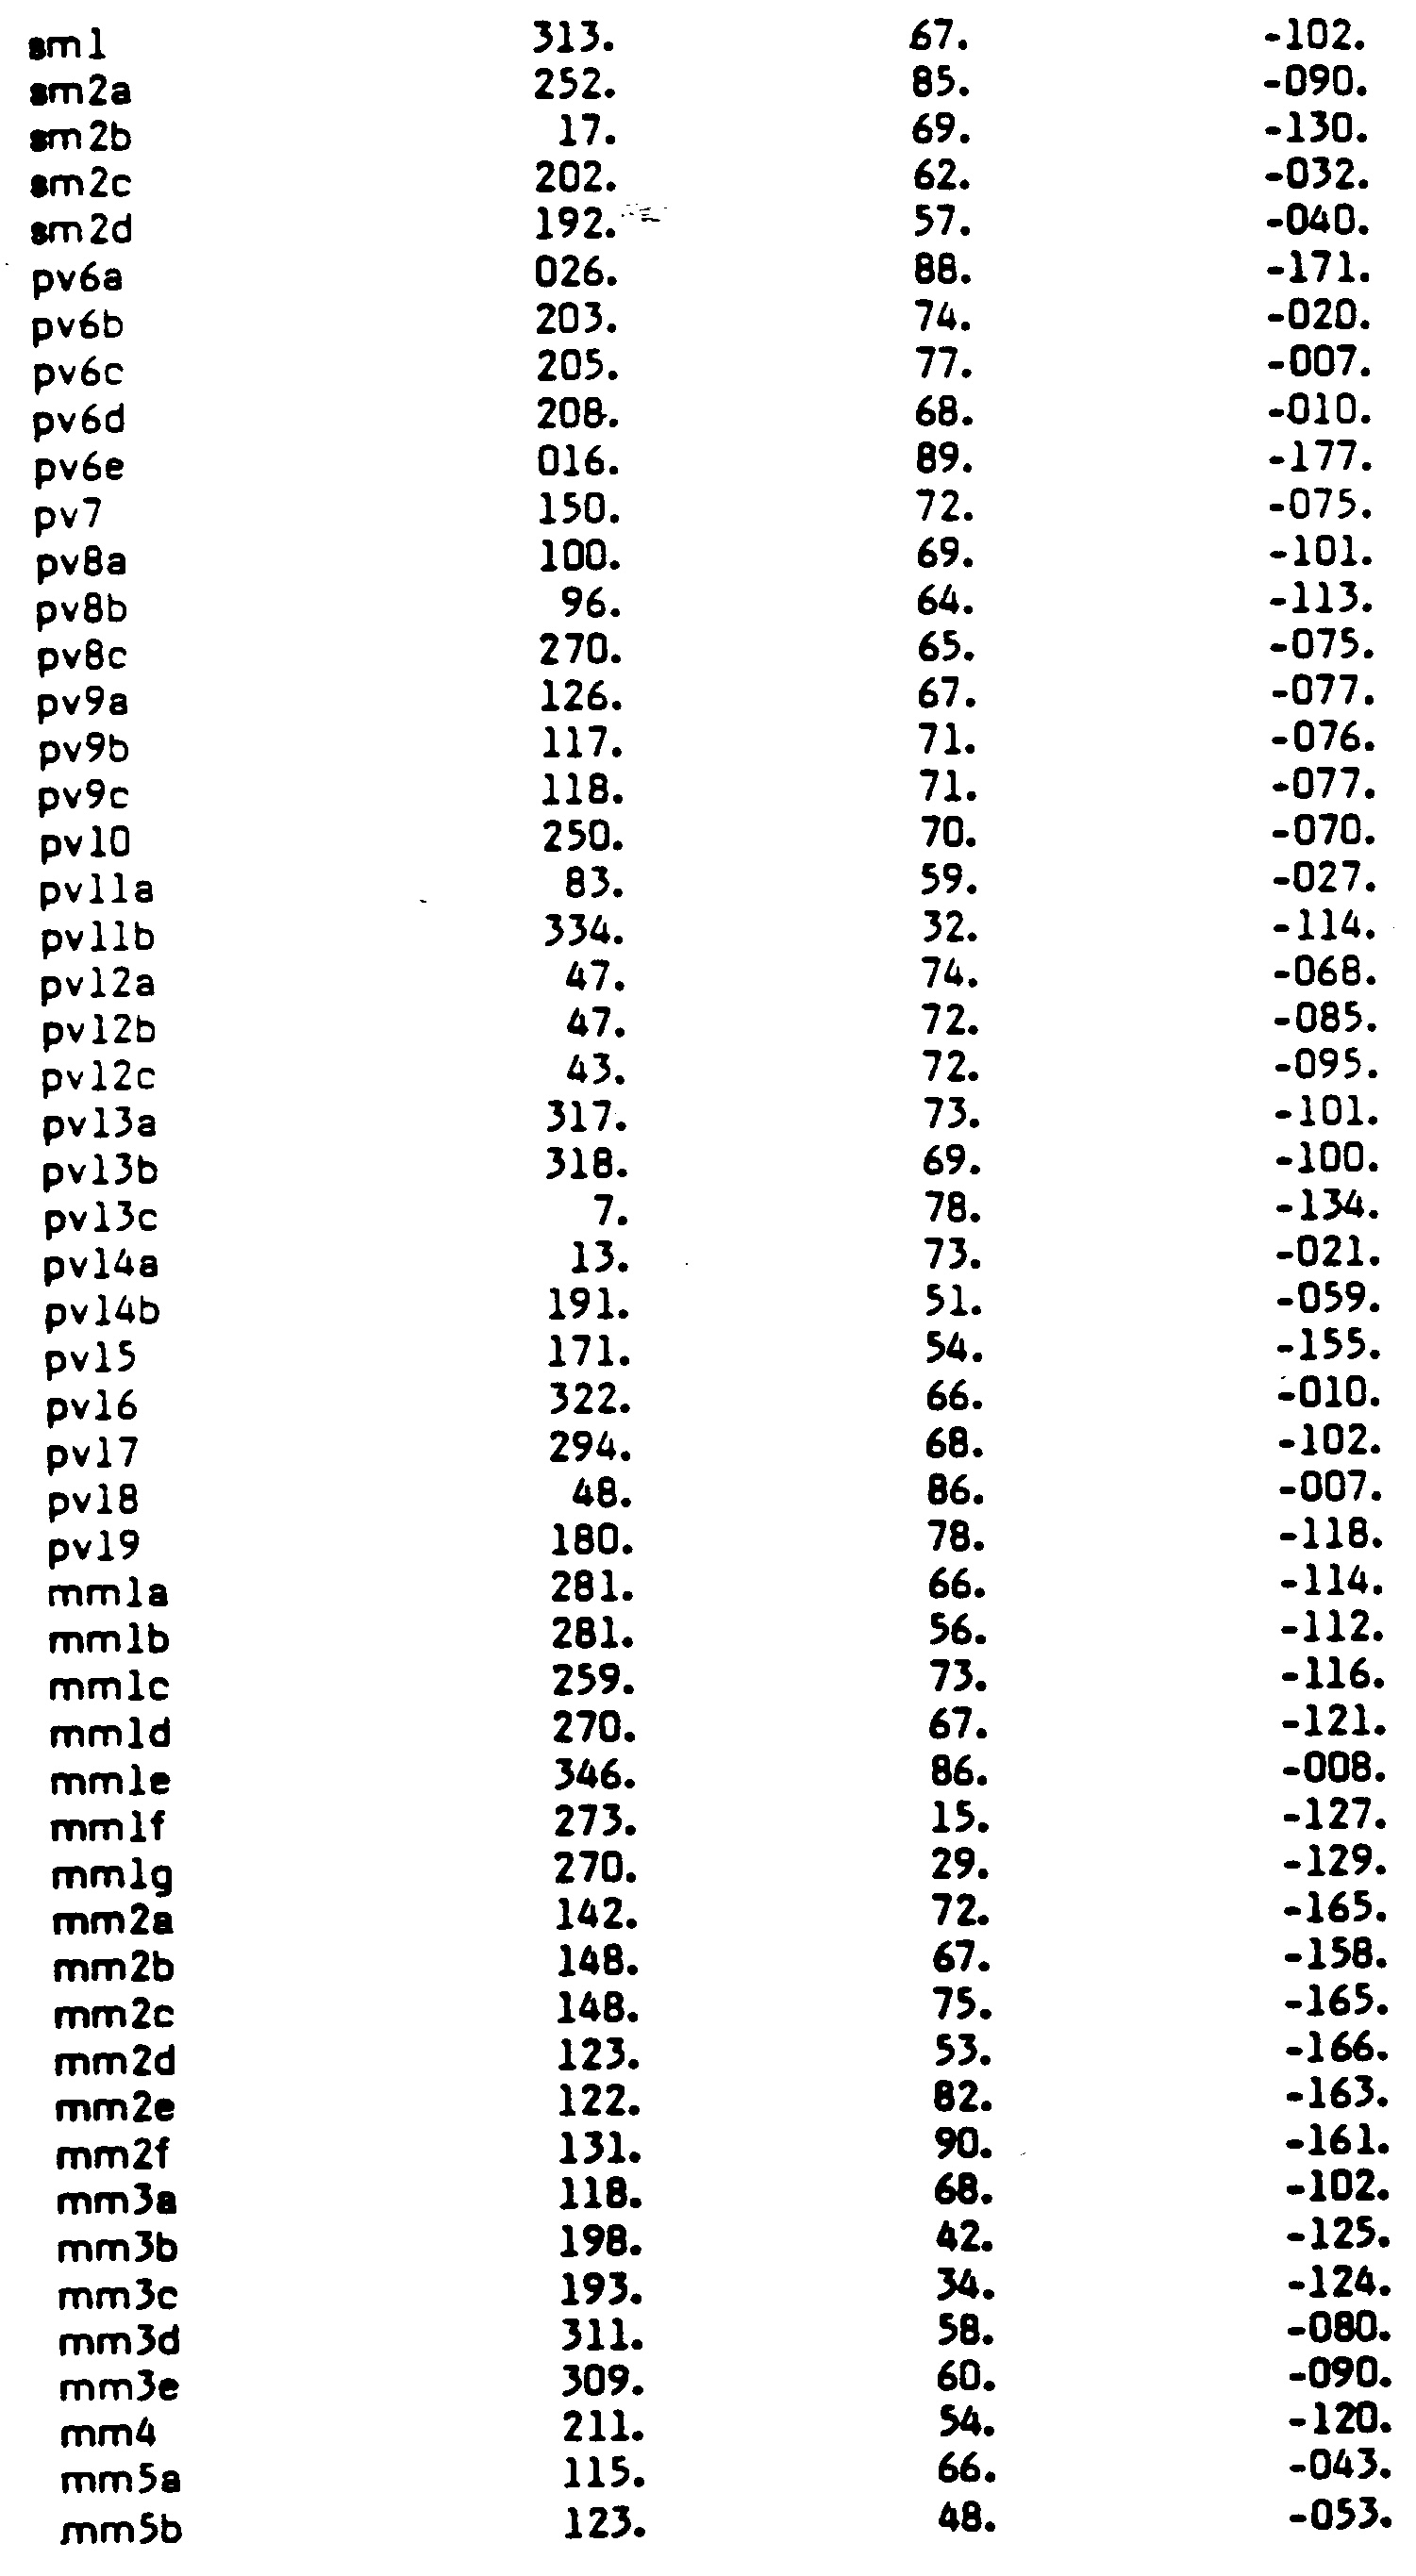 sm1 313. 67. -102.
sm2a 252. 85. -090.
sm2b 17. 69. -130.
sm2c 202. 62. -032.
sm2d 192. 57. -040.
pv6a 026. 88. -171.
pv6b 203. 74. -020.
pv6c 205. 77. -007.
pv6d 208. 68. -010.
pv6e 016. 89. -177.
pv7 150. 72. -075.
pv8a 100. 69. -101.
pv8b 96. 64. -113.
pv8c 270. 65. -075.
pv9a 126. 67. -077.
pv9b 117. 71. -076.
pv9c 118. 71. -077.
pv10 250. 70. -070.
pv11a 83. 59. -027.
pv11b 334. 32. -114.
pv12a 47. 74. -068.
pv12b 47. 72. -085.
pv12c 43. 72. -095.
pv13a 317. 73. -101.
pv13b 318. 69. -100.
pv13c 7. 78. -134.
pv14a 13. 73. -021.
pv14b 191. 51. -059.
pv15 171. 54. -155.
pv16 322. 66. -010.
pv17 294. 68. -102.
pv18 48. 86. -007.
pv19 180. 78. -118.
mm1a 281. 66. -114.
mm1b 281. 56. -112.
mm1c 259. 73. -116.
mm1d 270. 67. -121.
mm1e 346. 86. -008.
mm1f 273. 15. -127.
mm1g 270. 29. -129.
mm2a 142. 72. -165.
mm2b 148. 67. -158.
mm2c 148. 75. -165.
mm2d 123. 53. -166.
mm2e 122. 82. -163.
mm2f 131. 90. -161.
mm3a 118. 68. -102.
mm3b 198. 42. -125.
mm3c 193. 34. -124.
mm3d 311. 58. -080.
mm3e 309. 60. -090.
mm4 211. 54. -120.
mm5a 115. 66. -043.
mm5b 123. 48. -053.